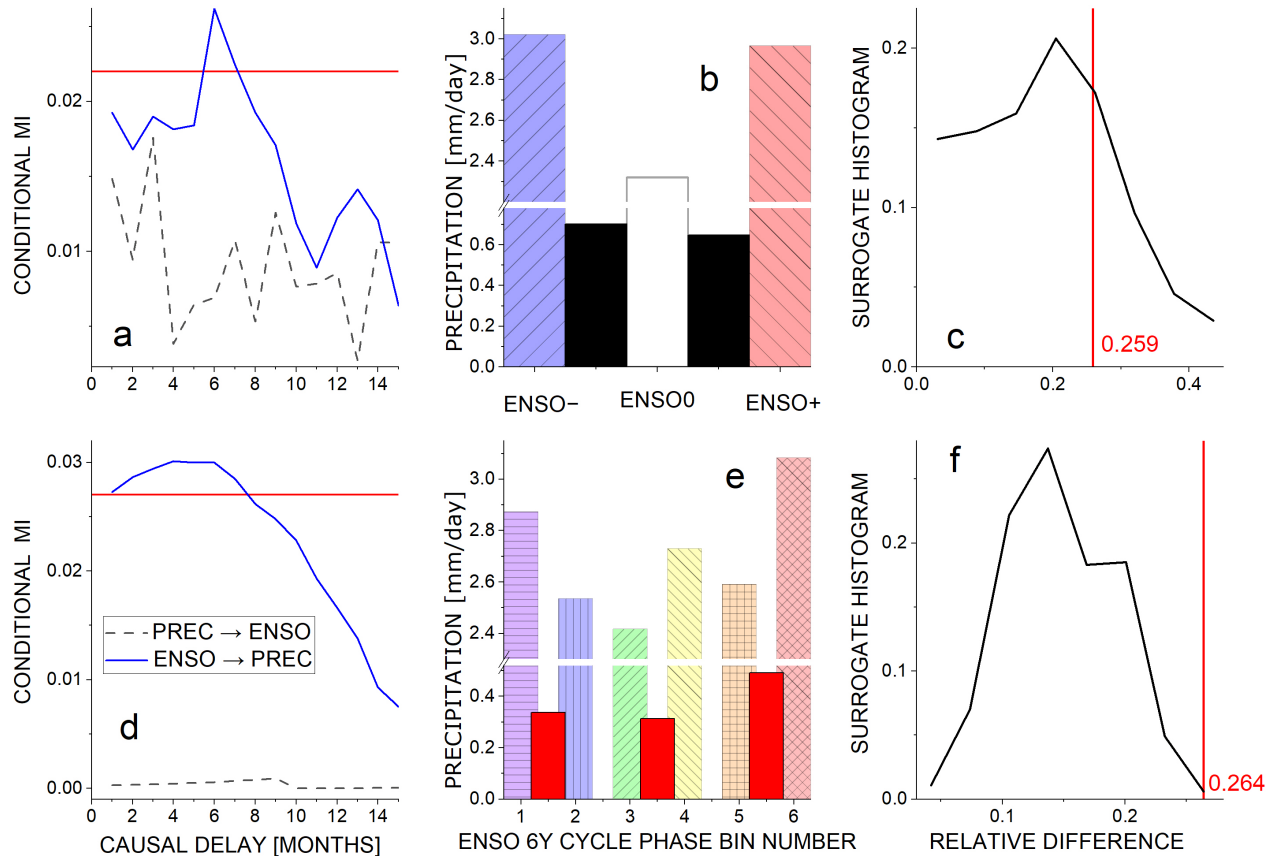 CONDITIONAL MI
0.02
0.01
0 2 4 6 8 10 12 14
a
PRECIPITATION [mm/day]
3.0
2.8
2.6
2.4
0.6
0.4
0.2
0.0
ENSO− ENSO0 ENSO+
b
SURROGATE HISTOGRAM
0.2
0.1
0.0
0.0 0.2 0.4
c
0.259
CONDITIONAL MI
0.03
0.02
0.01
0.00
PREC → ENSO
ENSO → PREC
d
0 2 4 6 8 10 12 14
CAUSAL DELAY [MONTHS]
PRECIPITATION [mm/day]
3.0
2.8
2.6
2.4
0.4
0.2
0.0
e
1 2 3 4 5 6
ENSO 6Y CYCLE PHASE BIN NUMBER
SURROGATE HISTOGRAM
0.2
0.1
0.0
f
0.264
0.1 0.2
RELATIVE DIFFERENCE